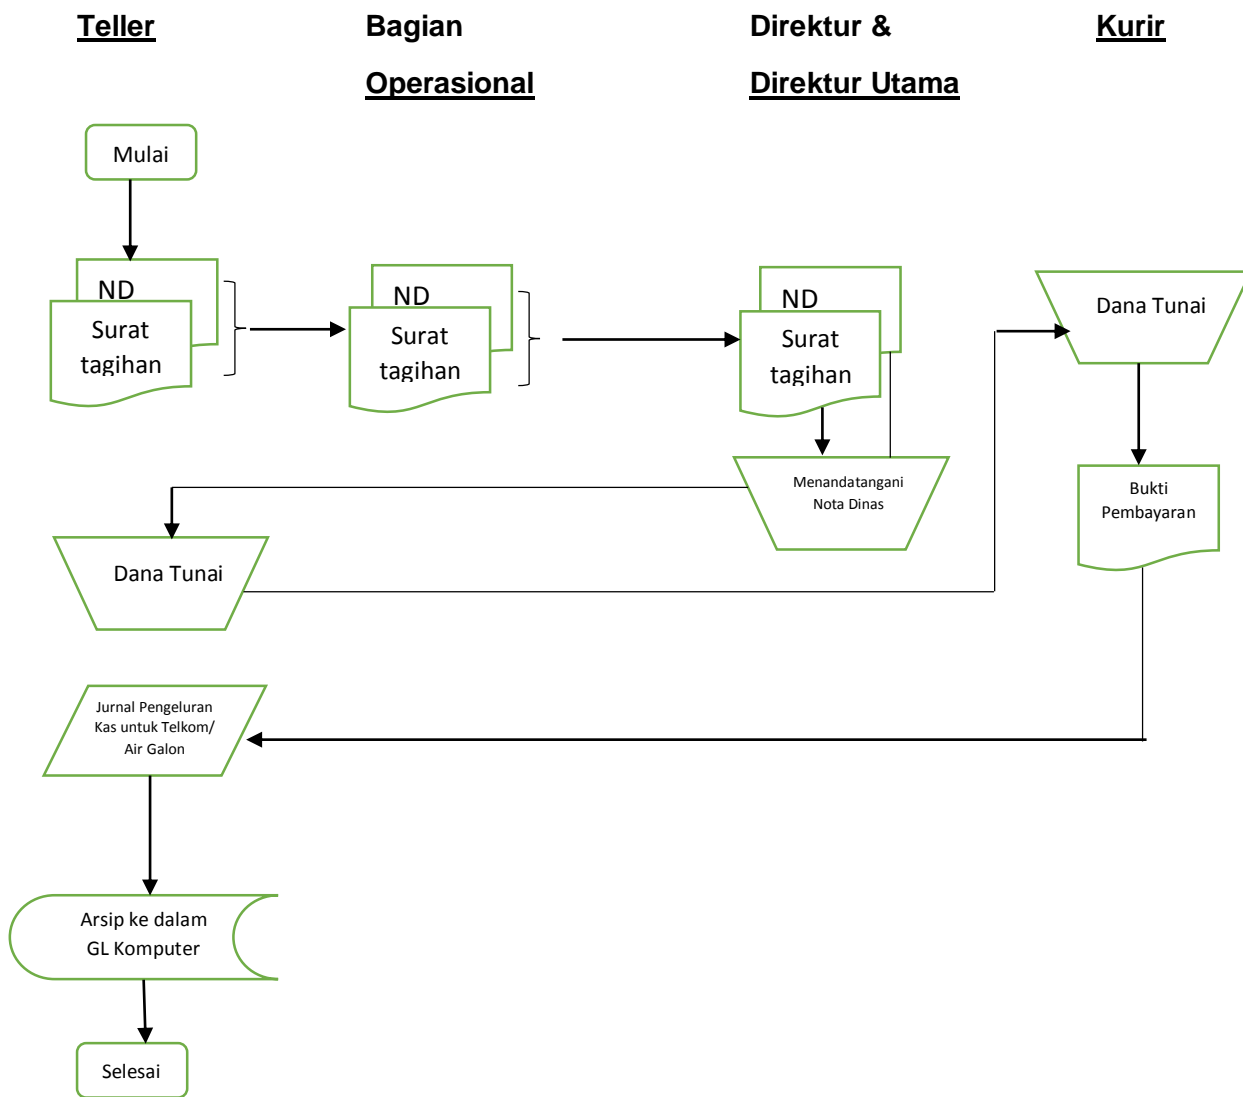 Teller
Bagian
Operasional
Direktur &
Direktur Utama
Kurir
Mulai
ND
Surat
tagihan
ND
Surat
tagihan
ND
Surat
tagihan
Dana Tunai
Menandatangani
Nota Dinas
Bukti
Pembayaran
Dana Tunai
Jurnal Pengeluran
Kas untuk Telkom/
Air Galon
Arsip ke dalam
GL Komputer
Selesai